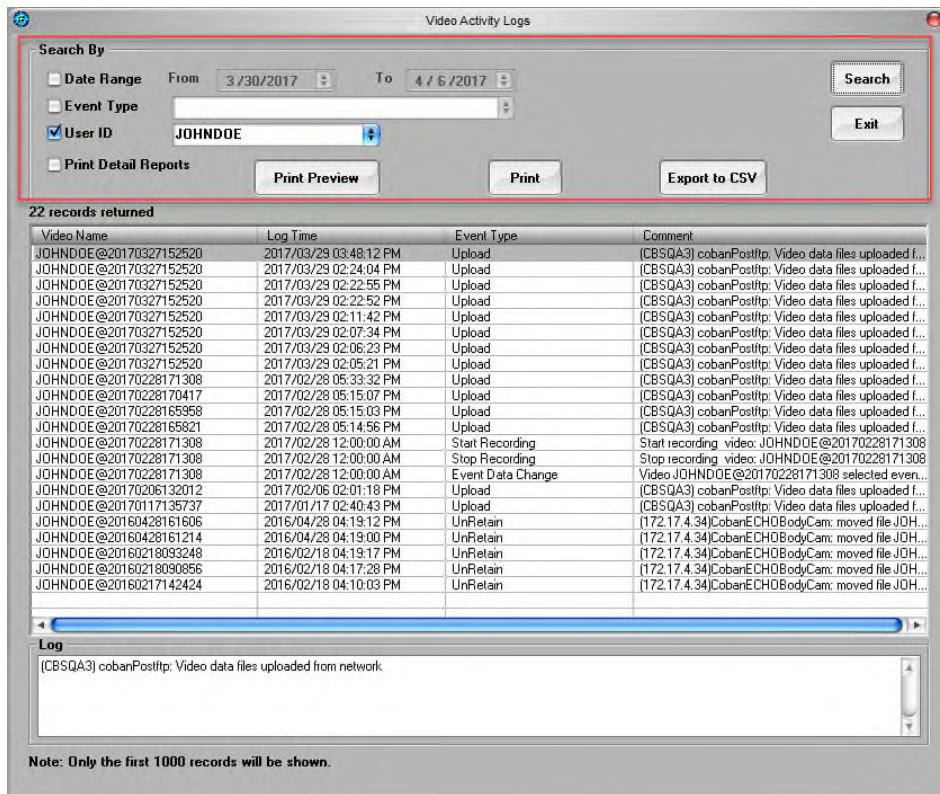 Video Activity Logs
Search By
Date Range From 3/30/2017 To 4/6/2017
Search
Event Type
User ID JOHNDOE
Exit
Print Detail Reports
Print Preview Print Export to CSV
22 records returned
Video Name Log Time Event Type Comment
JOHNDOE@20170327152520 2017/03/29 03:48:12 PM Upload (CBSQA3) cobanPostftp: Video data files uploaded f...
JOHNDOE@20170327152520 2017/03/29 02:24:04 PM Upload (CBSQA3) cobanPostftp: Video data files uploaded f...
JOHNDOE@20170327152520 2017/03/29 02:22:55 PM Upload (CBSQA3) cobanPostftp: Video data files uploaded f...
JOHNDOE@20170327152520 2017/03/29 02:22:52 PM Upload (CBSQA3) cobanPostftp: Video data files uploaded f...
JOHNDOE@20170327152520 2017/03/29 02:11:42 PM Upload (CBSQA3) cobanPostftp: Video data files uploaded f...
JOHNDOE@20170327152520 2017/03/29 02:07:34 PM Upload (CBSQA3) cobanPostftp: Video data files uploaded f...
JOHNDOE@20170327152520 2017/03/29 02:06:23 PM Upload (CBSQA3) cobanPostftp: Video data files uploaded f...
JOHNDOE@20170327152520 2017/03/29 02:05:21 PM Upload (CBSQA3) cobanPostftp: Video data files uploaded f...
JOHNDOE@20170228171308 2017/02/28 05:33:32 PM Upload (CBSQA3) cobanPostftp: Video data files uploaded f...
JOHNDOE@20170228170417 2017/02/28 05:15:07 PM Upload (CBSQA3) cobanPostftp: Video data files uploaded f...
JOHNDOE@20170228165958 2017/02/28 05:15:03 PM Upload (CBSQA3) cobanPostftp: Video data files uploaded f...
JOHNDOE@20170228165821 2017/02/28 05:14:56 PM Upload (CBSQA3) cobanPostftp: Video data files uploaded f...
JOHNDOE@20170228171308 2017/02/28 12:00:00 AM Start Recording Start recording video: JOHNDOE@20170228171308
JOHNDOE@20170228171308 2017/02/28 12:00:00 AM Stop Recording Stop recording video: JOHNDOE@20170228171308
JOHNDOE@20170228171308 2017/02/28 12:00:00 AM Event Data Change Video JOHNDOE@20170228171308 selected even...
JOHNDOE@20170206132012 2017/02/06 02:01:18 PM Upload (CBSQA3) cobanPostftp: Video data files uploaded f...
JOHNDOE@20170117135737 2017/01/17 02:40:43 PM Upload (CBSQA3) cobanPostftp: Video data files uploaded f...
JOHNDOE@20160428161606 2016/04/28 04:19:12 PM UnRetain (172.17.4.34)CobanECHOBodyCam: moved file JOH...
JOHNDOE@20160428161214 2016/04/28 04:19:00 PM UnRetain (172.17.4.34)CobanECHOBodyCam: moved file JOH...
JOHNDOE@20160218093248 2016/02/18 04:19:17 PM UnRetain (172.17.4.34)CobanECHOBodyCam: moved file JOH...
JOHNDOE@20160218090856 2016/02/18 04:17:28 PM UnRetain (172.17.4.34)CobanECHOBodyCam: moved file JOH...
JOHNDOE@20160217142424 2016/02/18 04:10:03 PM UnRetain (172.17.4.34)CobanECHOBodyCam: moved file JOH...
Log
(CBSQA3) cobanPostftp: Video data files uploaded from network
Note: Only the first 1000 records will be shown.